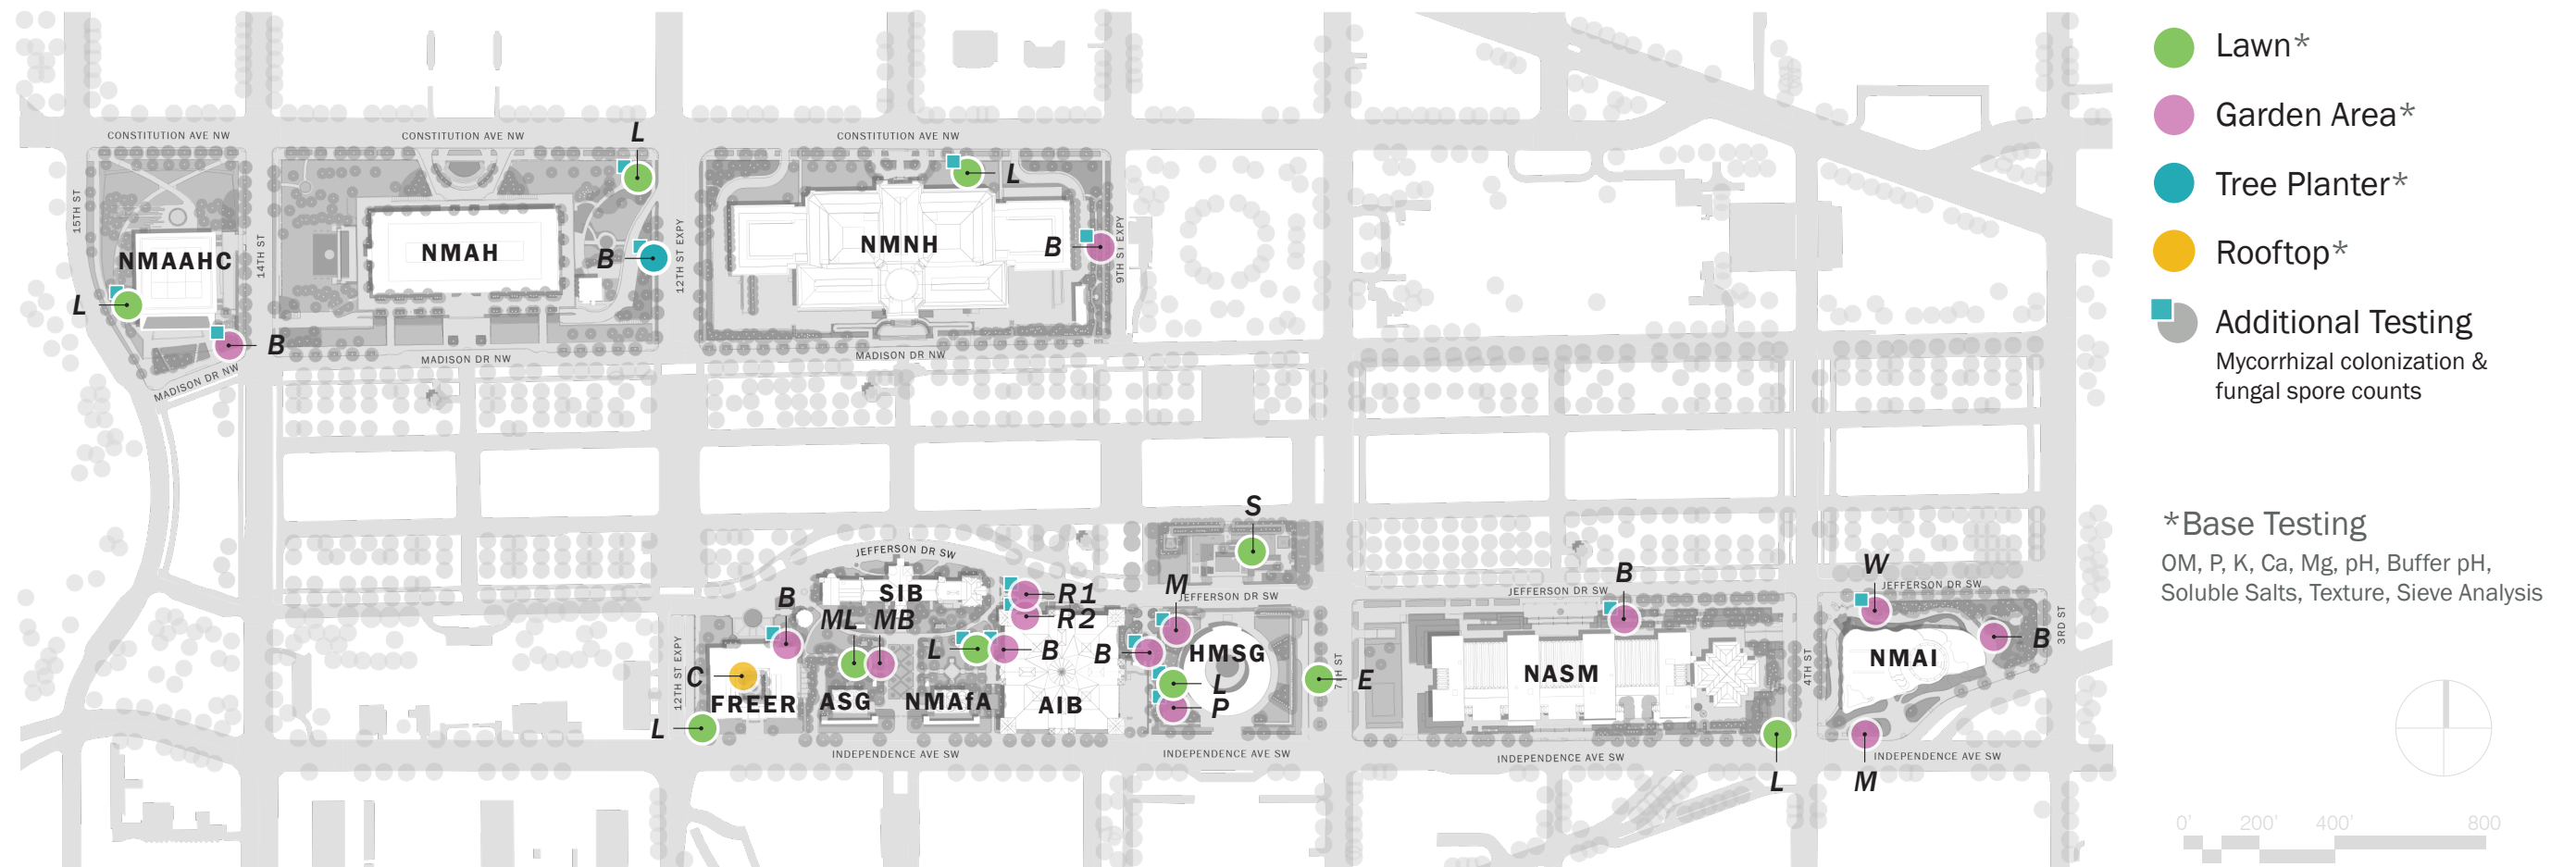 CONSTITUTION AVE NW
CONSTITUTION AVE NW
CONSTITUTION AVE NW
L
L
15TH ST
14TH ST
12TH ST EXPY
9TH ST EXPY
NMAAHC
NMAH
B
NMNH
B
L
B
MADISON DR NW
MADISON DR NW
MADISON DR NW
S
JEFFERSON DR SW
SIB
R1
R2
B
ML
MB
L
B
C
FREER
ASG
NMAfA
AIB
12TH ST EXPY
L
M
JEFFERSON DR SW
B
HMSG
L
P
E
7TH ST
B
JEFFERSON DR SW
NASM
4TH ST
L
W
JEFFERSON DR SW
NMAI
B
3RD ST
M
INDEPENDENCE AVE SW
INDEPENDENCE AVE SW
INDEPENDENCE AVE SW
INDEPENDENCE AVE SW
Lawn*
Garden Area*
Tree Planter*
Rooftop*
Additional Testing
Mycorrhizal colonization &
fungal spore counts
*Base Testing
OM, P, K, Ca, Mg, pH, Buffer pH,
Soluble Salts, Texture, Sieve Analysis
0' 200' 400' 800